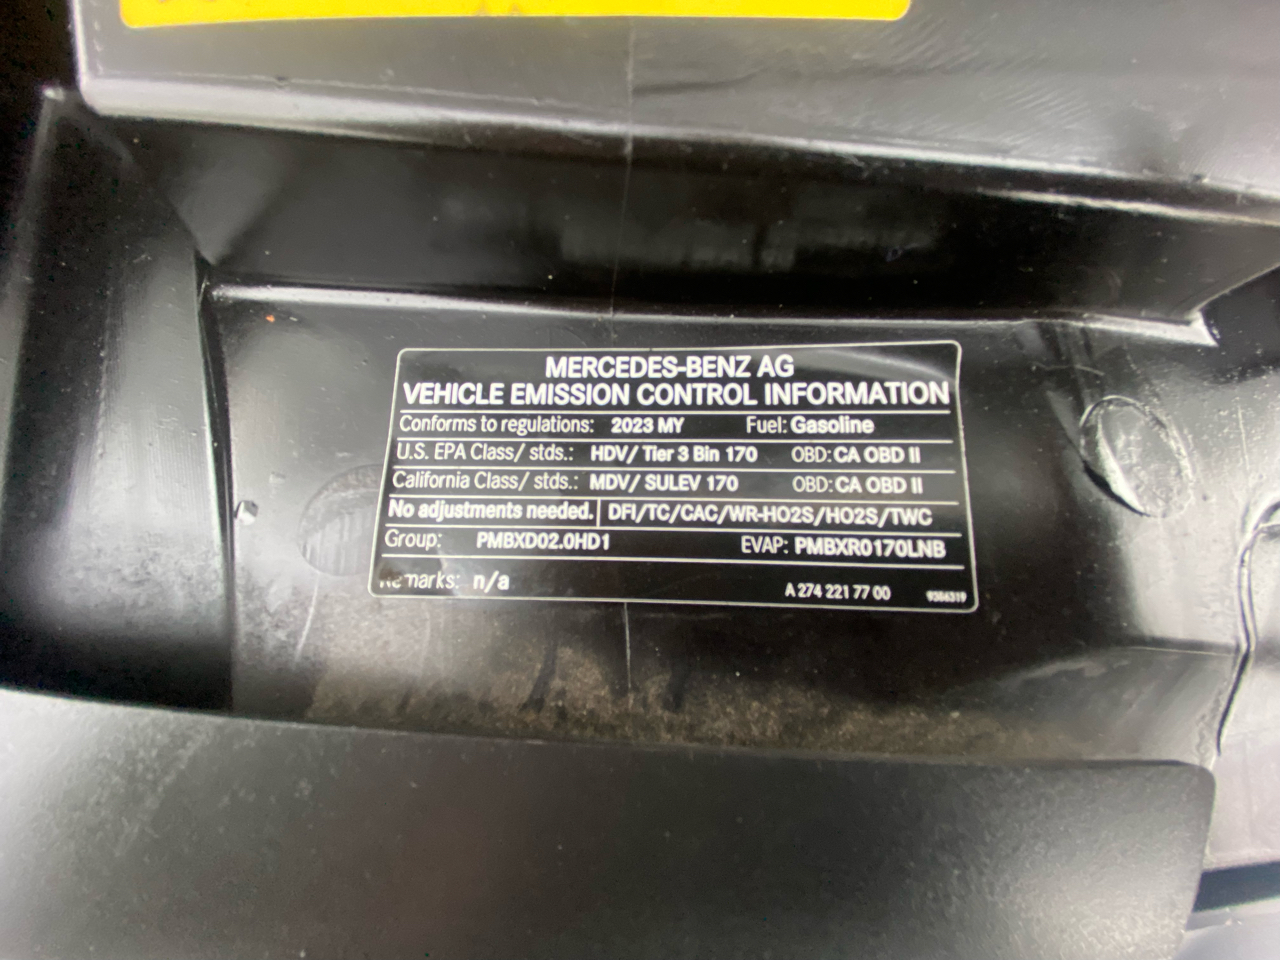 MERCEDES-BENZ AG
VEHICLE EMISSION CONTROL INFORMATION
Conforms to regulations: 2023 MY Fuel: Gasoline
U.S. EPA Class/ stds.: HDV/ Tier 3 Bin 170 OBD: CA OBD II
California Class/ stds.: MDV/ SULEV 170 OBD: CA OBD II
No adjustments needed. DFI/TC/CAC/WR-HO2S/HO2S/TWC
Group: PMBXD02.0HD1 EVAP: PMBXR0170LNB
Remarks: n/a A 274 221 77 00